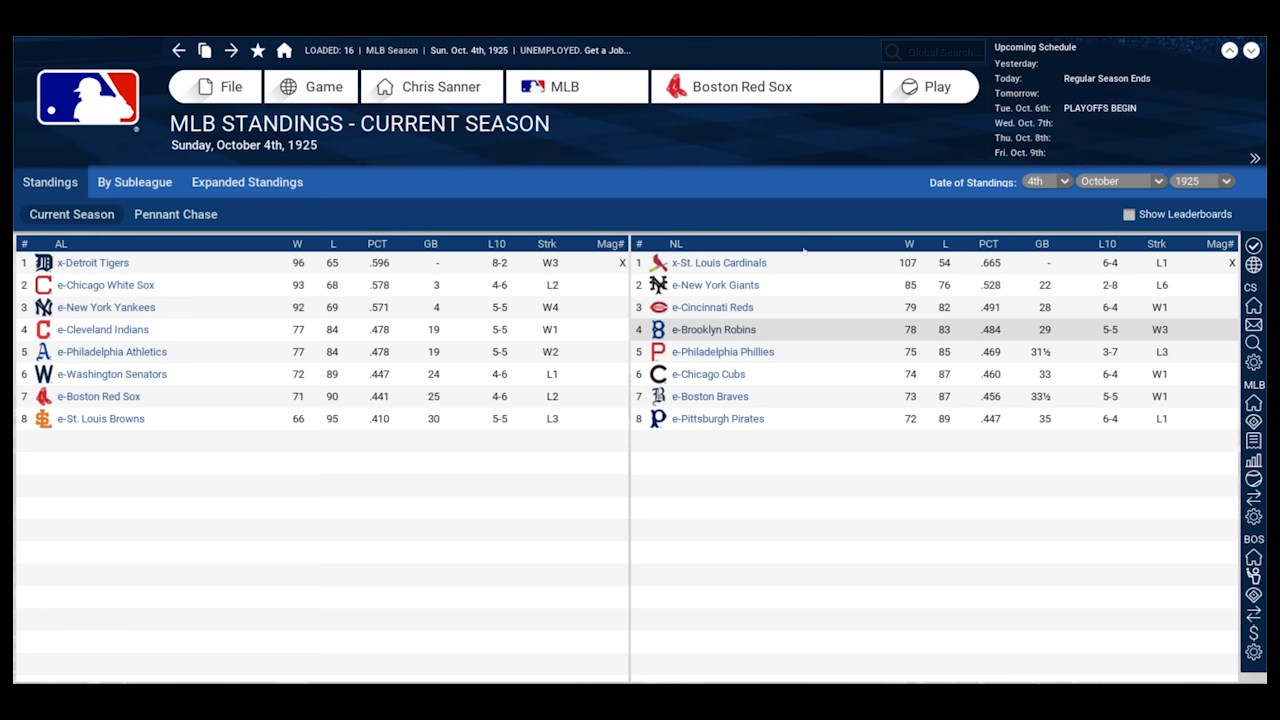 LOADED: 16 | MLB Season | Sun. Oct. 4th, 1925 | UNEMPLOYED. Get a Job...
Global Search...
Upcoming Schedule
Yesterday:
Today: Regular Season Ends
Tomorrow:
Tue. Oct. 6th: PLAYOFFS BEGIN
Wed. Oct. 7th:
Thu. Oct. 8th:
Fri. Oct. 9th:
File Game Chris Sanner MLB Boston Red Sox Play
MLB STANDINGS - CURRENT SEASON
Sunday, October 4th, 1925
Standings By Subleague Expanded Standings Date of Standings: 4th October 1925
Current Season Pennant Chase Show Leaderboards
# AL W L PCT GB L10 Strk Mag#
1 x-Detroit Tigers 96 65 .596 - 8-2 W3 X
2 e-Chicago White Sox 93 68 .578 3 4-6 L2
3 e-New York Yankees 92 69 .571 4 5-5 W4
4 e-Cleveland Indians 77 84 .478 19 5-5 W1
5 e-Philadelphia Athletics 77 84 .478 19 5-5 W2
6 e-Washington Senators 72 89 .447 24 4-6 L1
7 e-Boston Red Sox 71 90 .441 25 4-6 L2
8 e-St. Louis Browns 66 95 .410 30 5-5 L3
# NL W L PCT GB L10 Strk Mag#
1 x-St. Louis Cardinals 107 54 .665 - 6-4 L1 X
2 e-New York Giants 85 76 .528 22 2-8 L6
3 e-Cincinnati Reds 79 82 .491 28 6-4 W1
4 e-Brooklyn Robins 78 83 .484 29 5-5 W3
5 e-Philadelphia Phillies 75 85 .469 31½ 3-7 L3
6 e-Chicago Cubs 74 87 .460 33 6-4 W1
7 e-Boston Braves 73 87 .456 33½ 5-5 W1
8 e-Pittsburgh Pirates 72 89 .447 35 6-4 L1
CS
MLB
BOS